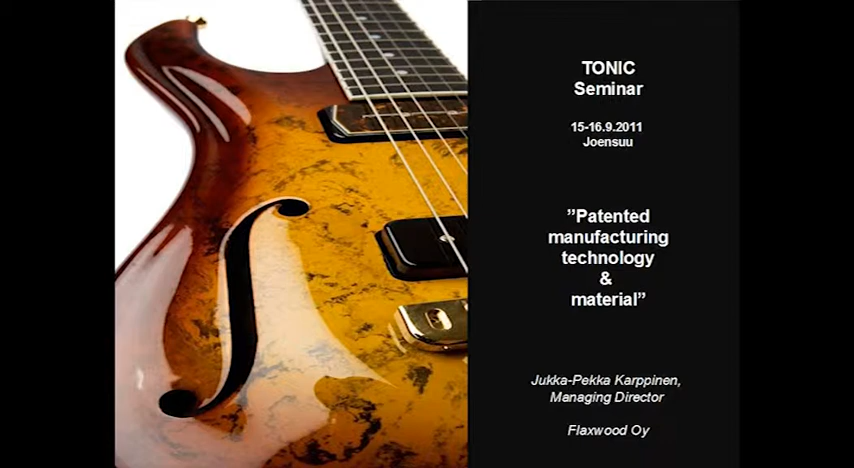 TONIC
Seminar
15-16.9.2011
Joensuu
”Patented
manufacturing
technology
&
material”
Jukka-Pekka Karppinen,
Managing Director
Flaxwood Oy